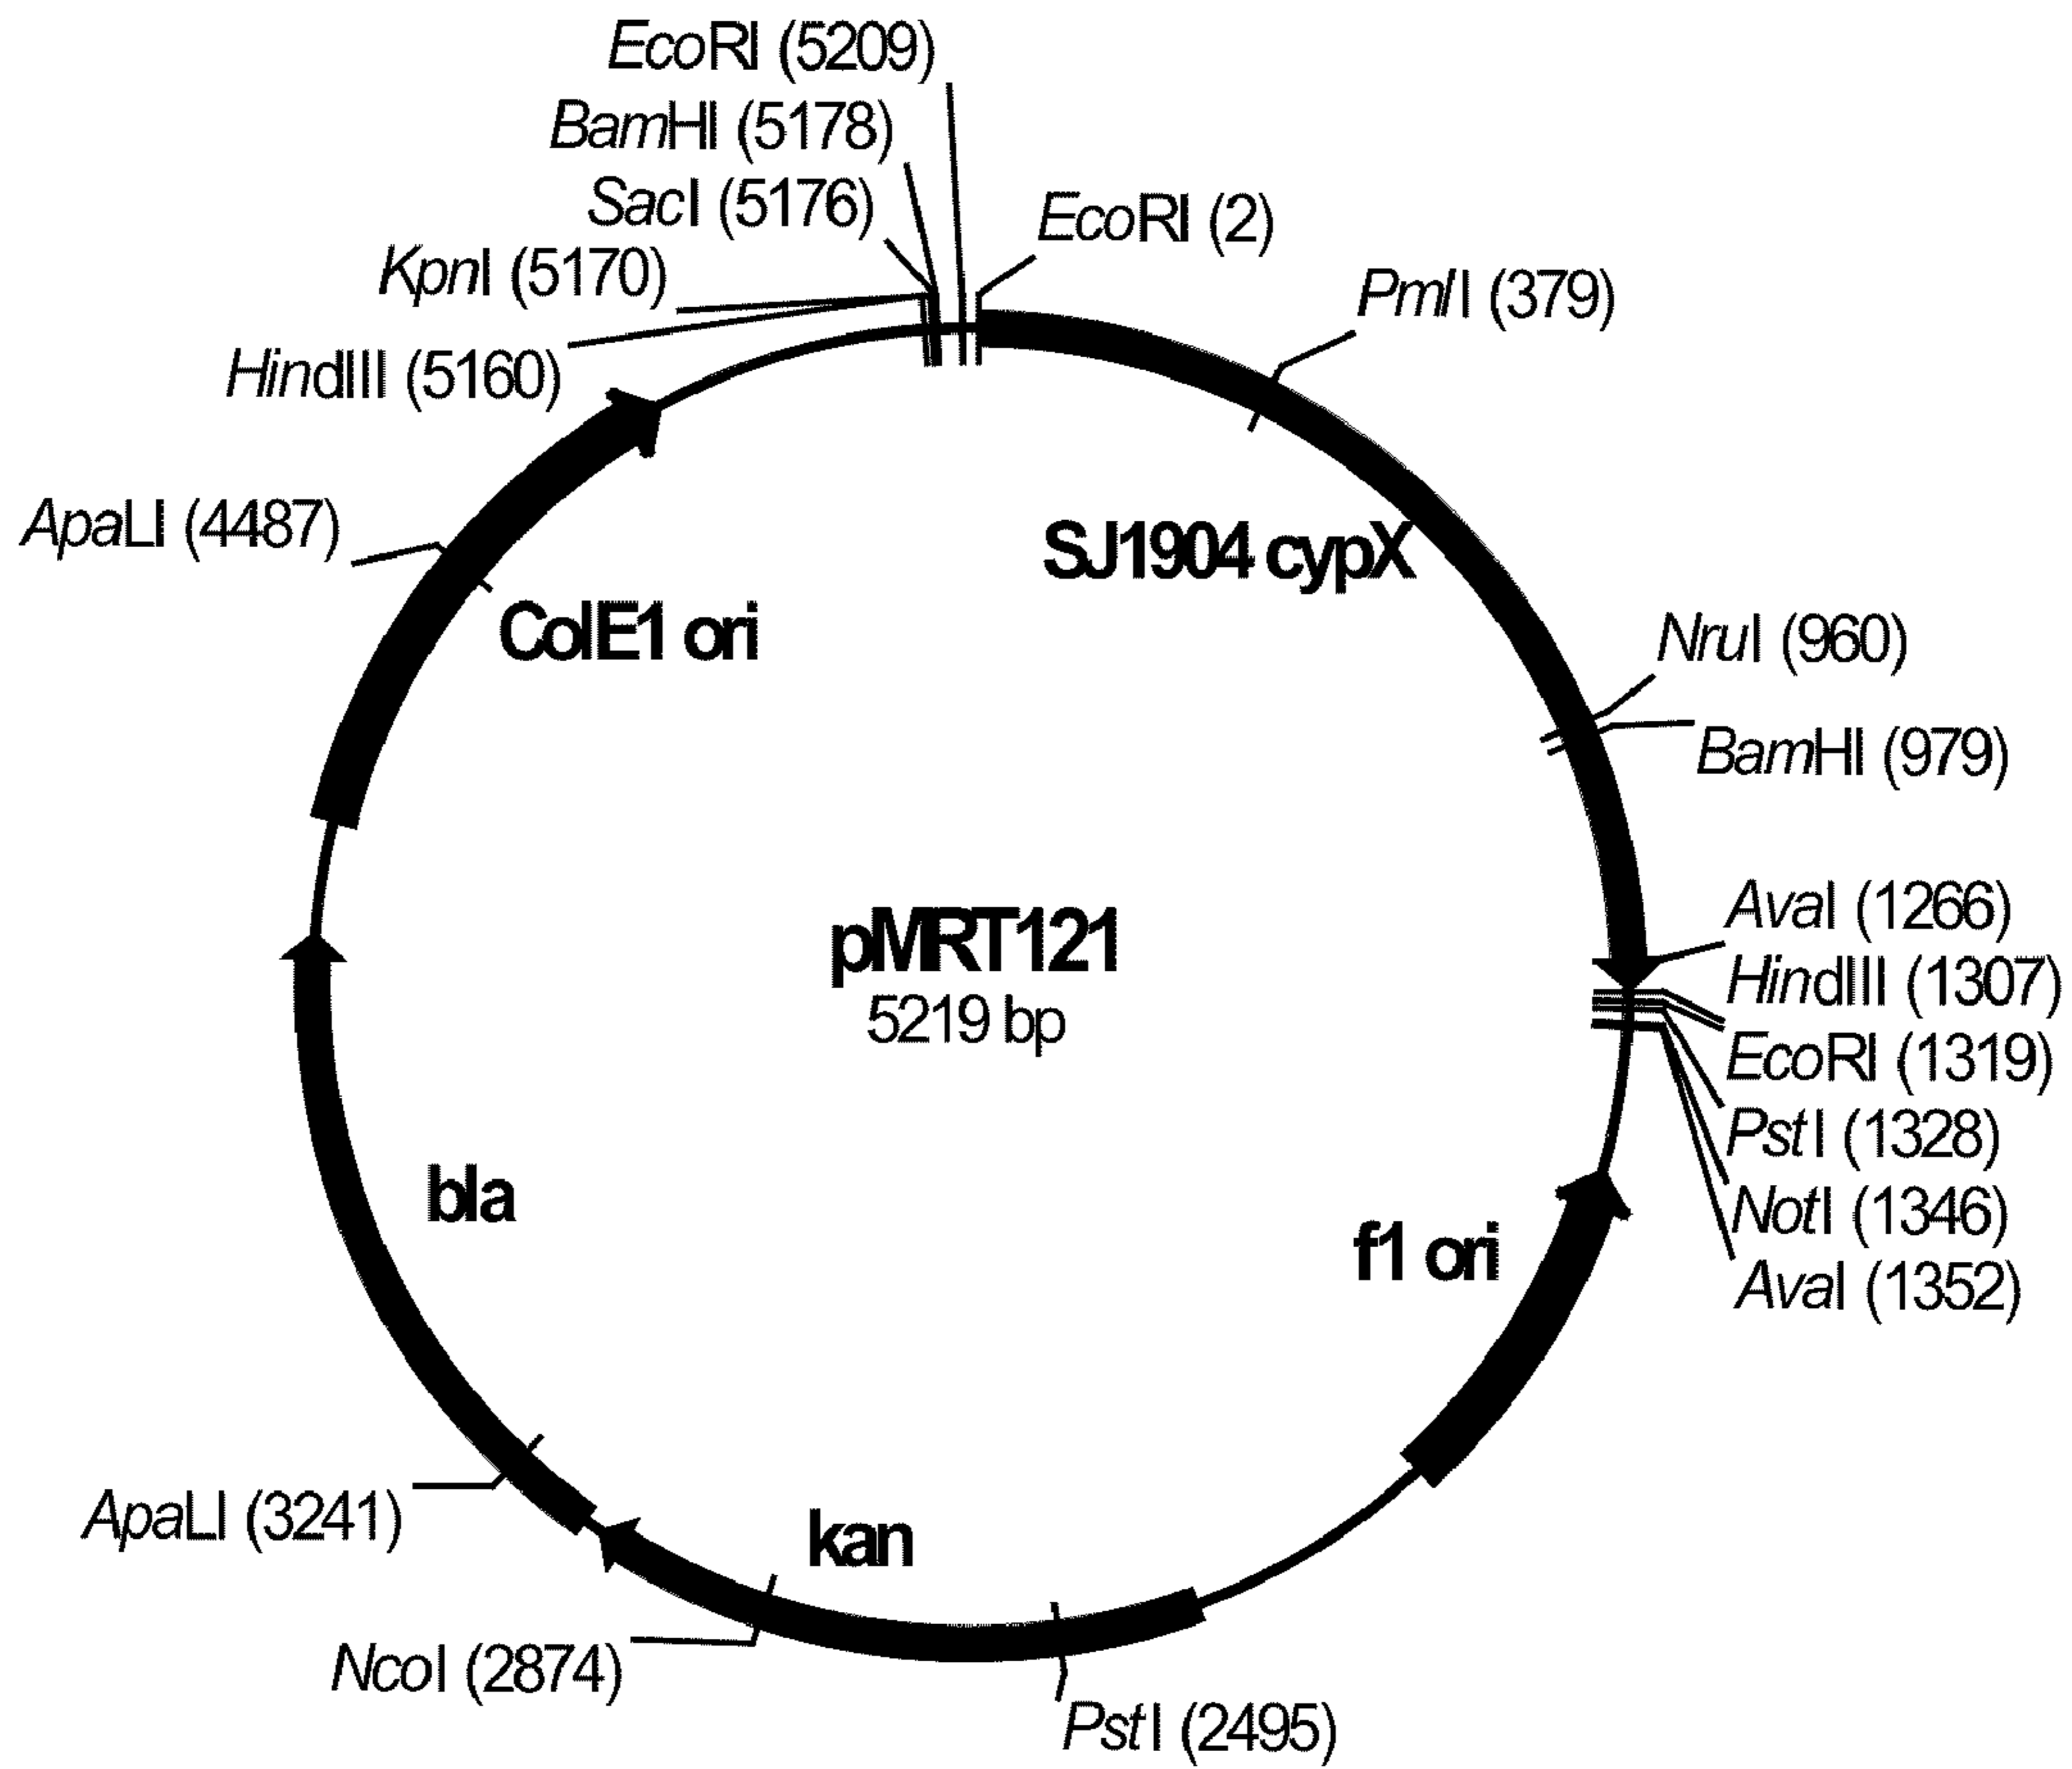 EcoRI (5209)
BamHI (5178)
SacI (5176)
KpnI (5170)
HindIII (5160)
EcoRI (2)
PmlI (379)
ApaLI (4487)
SJ1904 cypX
ColE1 ori
NruI (960)
BamHI (979)
pMRT121
5219 bp
AvaI (1266)
HindIII (1307)
EcoRI (1319)
PstI (1328)
NotI (1346)
AvaI (1352)
bla
f1 ori
ApaLI (3241)
kan
NcoI (2874)
PstI (2495)